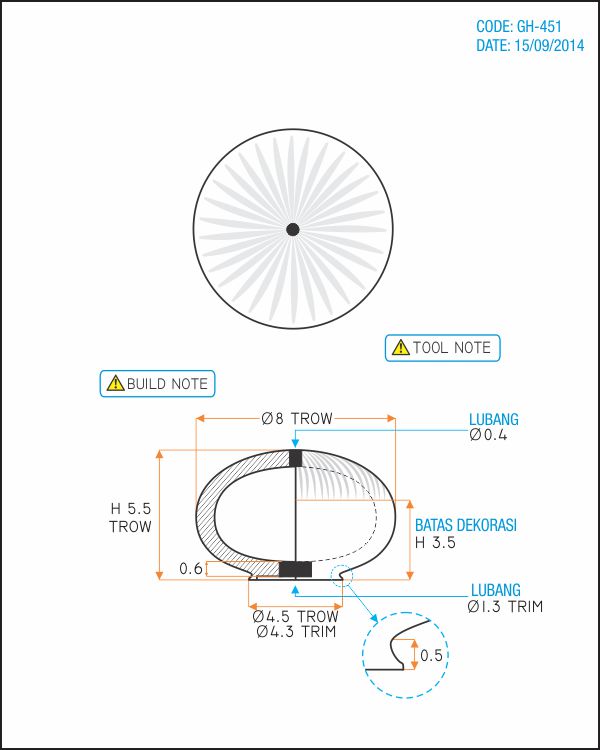 CODE: GH-451
DATE: 15/09/2014
TOOL NOTE
BUILD NOTE
Ø8 TROW
LUBANG
Ø0.4
H 5.5
TROW
BATAS DEKORASI
H 3.5
0.6
LUBANG
Ø1.3 TRIM
Ø4.5 TROW
Ø4.3 TRIM
0.5